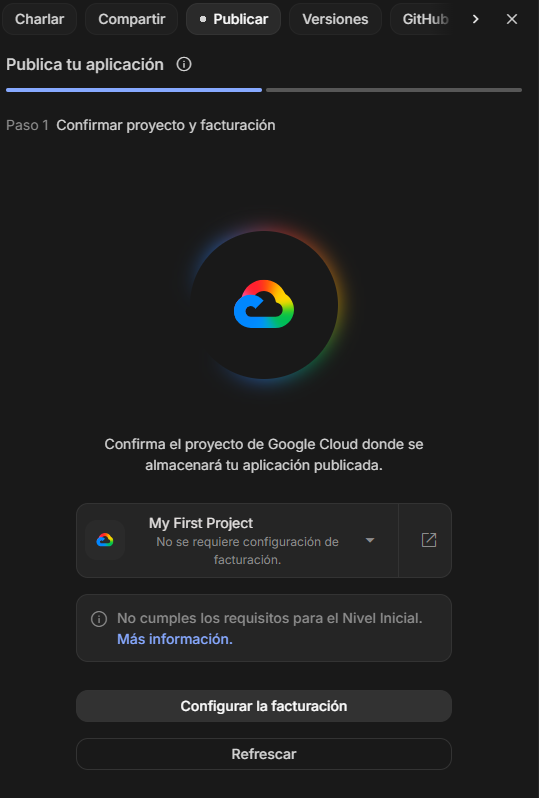 Charlar
Compartir
Publicar
Versiones
GitHub
Publica tu aplicación
Paso 1 Confirmar proyecto y facturación
Confirma el proyecto de Google Cloud donde se
almacenará tu aplicación publicada.
My First Project
No se requiere configuración de
facturación.
No cumples los requisitos para el Nivel Inicial.
Más información.
Configurar la facturación
Refrescar